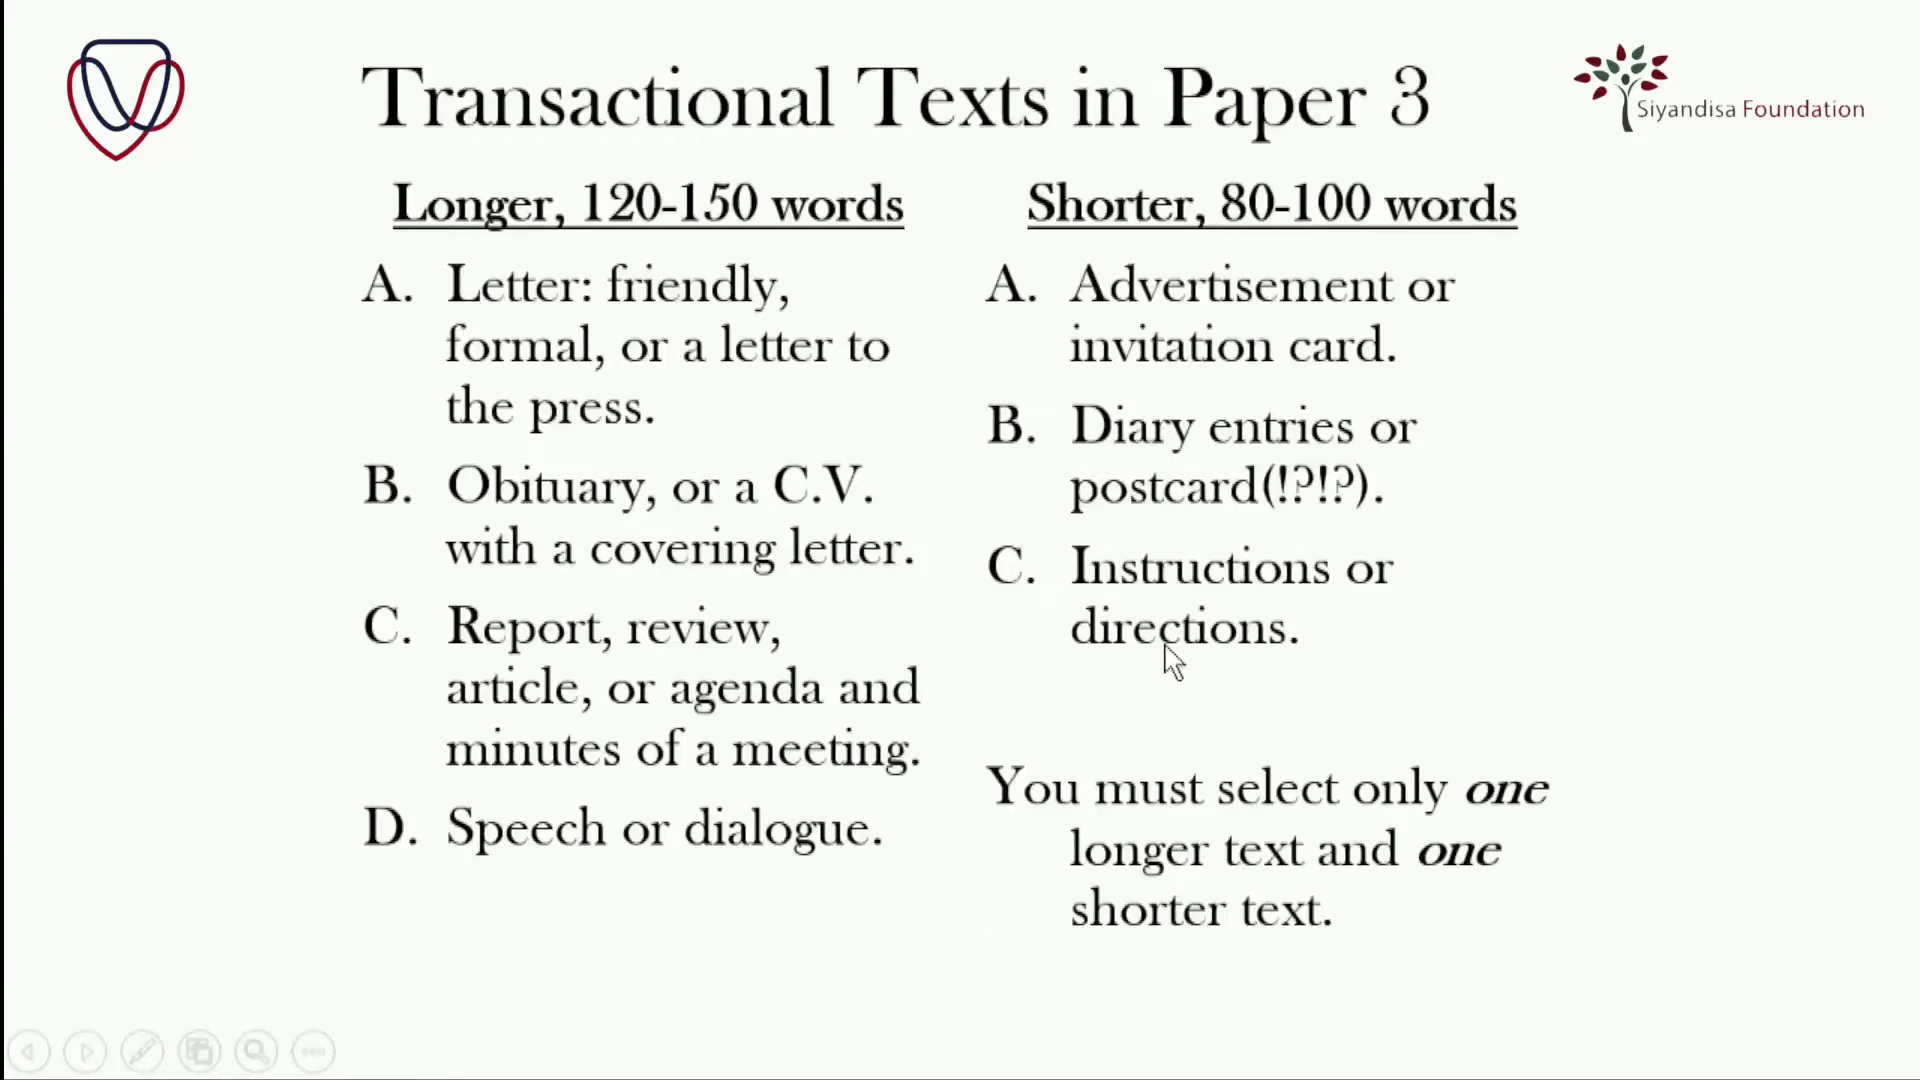 Transactional Texts in Paper 3
Siyandisa Foundation
Longer, 120-150 words
A. Letter: friendly,
formal, or a letter to
the press.
B. Obituary, or a C.V.
with a covering letter.
C. Report, review,
article, or agenda and
minutes of a meeting.
D. Speech or dialogue.
Shorter, 80-100 words
A. Advertisement or
invitation card.
B. Diary entries or
postcard(!?!?).
C. Instructions or
directions.
You must select only one
longer text and one
shorter text.